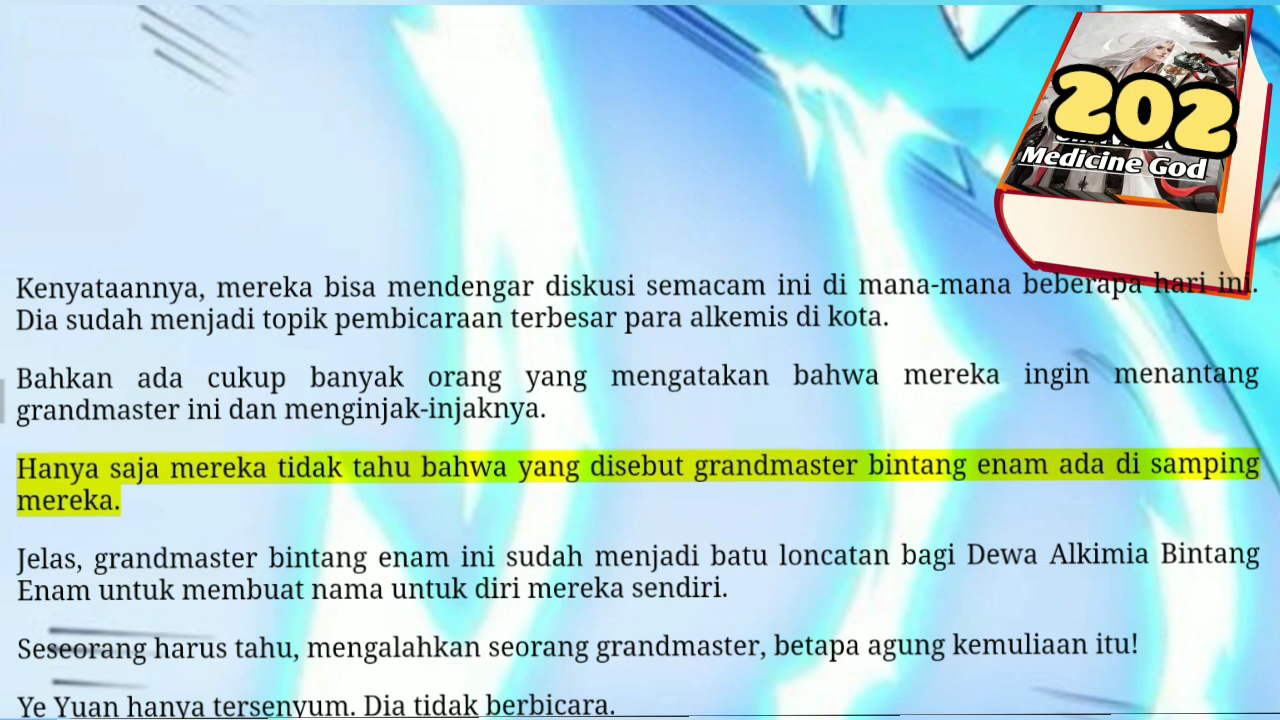 202
Medicine God
Kenyataannya, mereka bisa mendengar diskusi semacam ini di mana-mana beberapa hari ini.
Dia sudah menjadi topik pembicaraan terbesar para alkemis di kota.
Bahkan ada cukup banyak orang yang mengatakan bahwa mereka ingin menantang
grandmaster ini dan menginjak-injaknya.
Hanya saja mereka tidak tahu bahwa yang disebut grandmaster bintang enam ada di samping
mereka.
Jelas, grandmaster bintang enam ini sudah menjadi batu loncatan bagi Dewa Alkimia Bintang
Enam untuk membuat nama untuk diri mereka sendiri.
Seseorang harus tahu, mengalahkan seorang grandmaster, betapa agung kemuliaan itu!
Ye Yuan hanya tersenyum. Dia tidak berbicara.